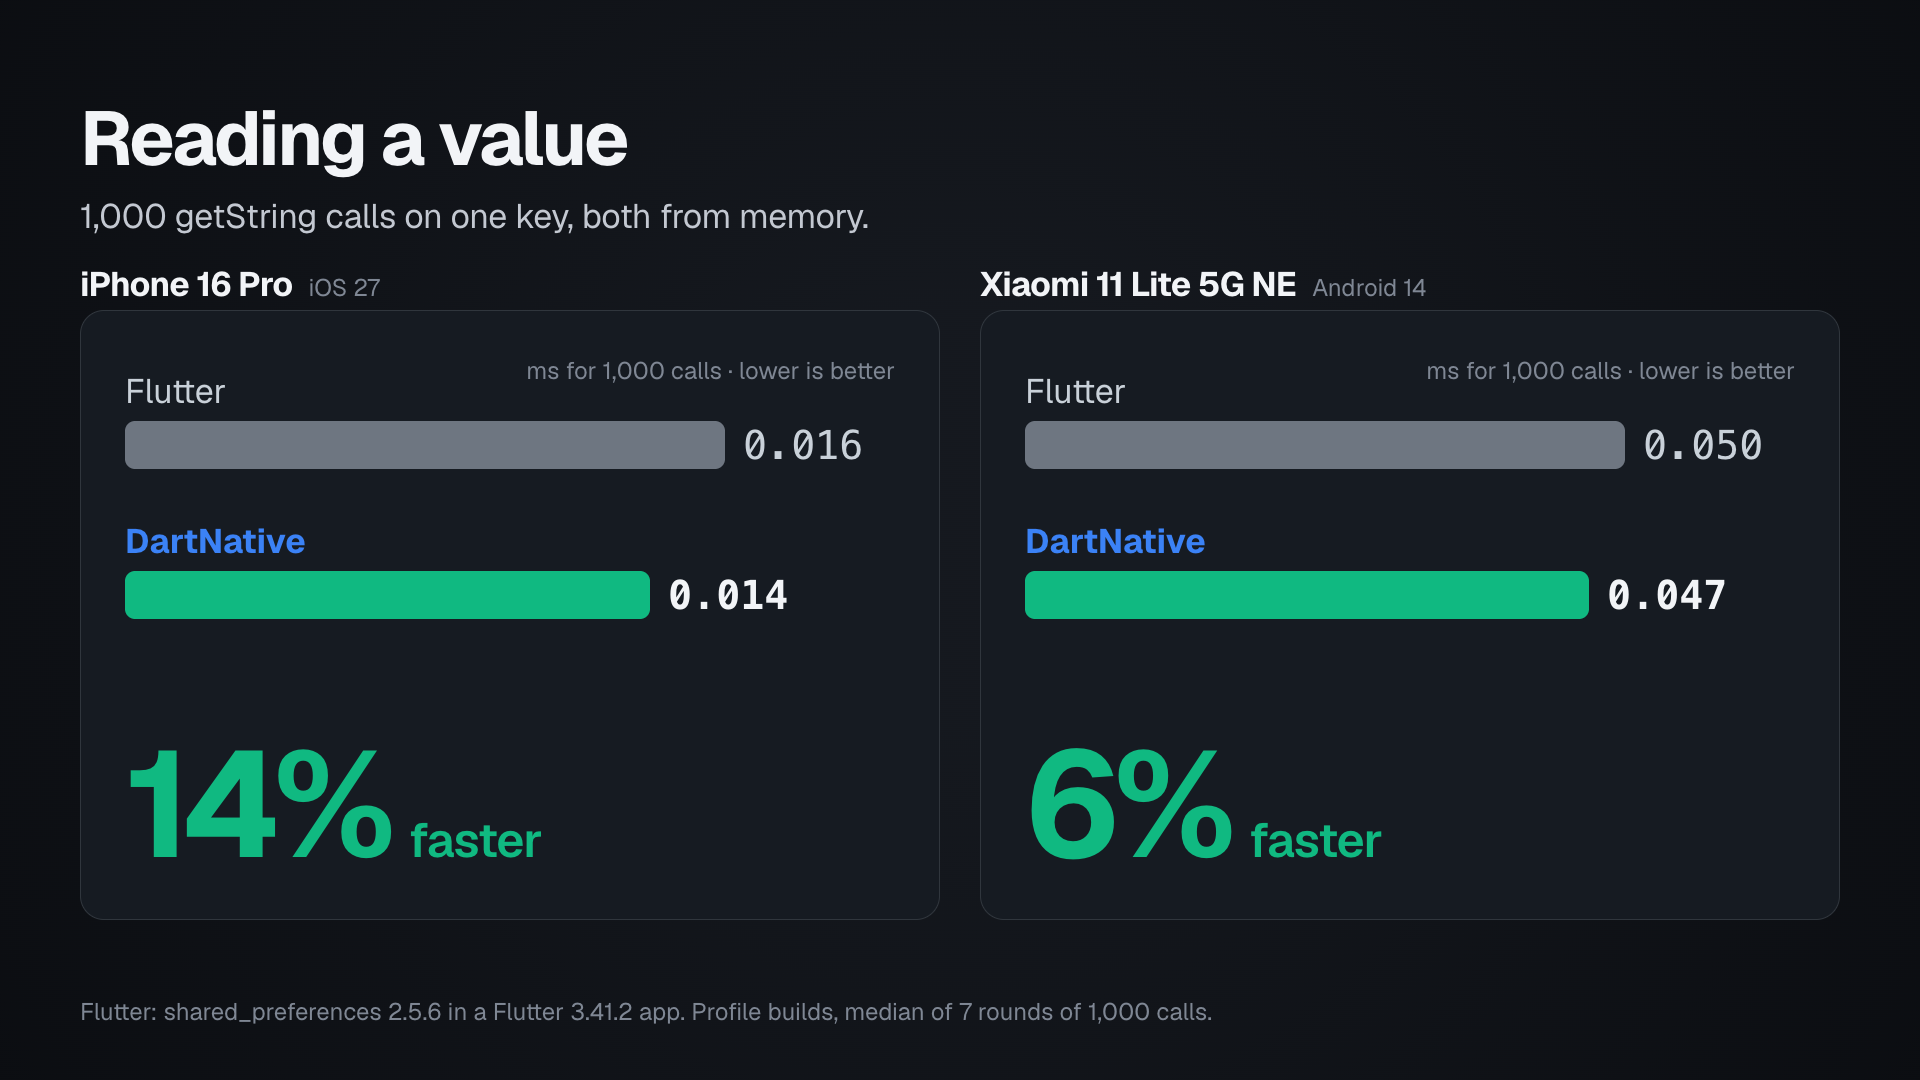 Reading a value
1,000 getString calls on one key, both from memory.
iPhone 16 Pro iOS 27
ms for 1,000 calls · lower is better
Flutter
0.016
DartNative
0.014
14% faster
Xiaomi 11 Lite 5G NE Android 14
ms for 1,000 calls · lower is better
Flutter
0.050
DartNative
0.047
6% faster
Flutter: shared_preferences 2.5.6 in a Flutter 3.41.2 app. Profile builds, median of 7 rounds of 1,000 calls.